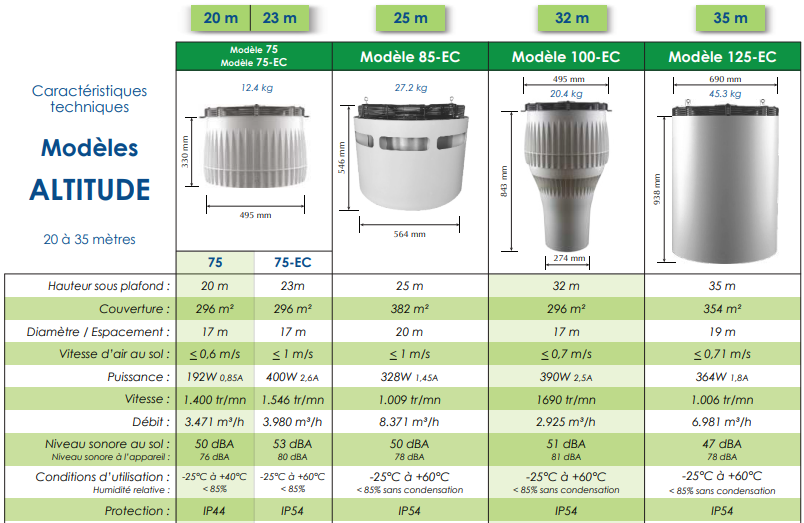 20 m 23 m 25 m 32 m 35 m
Modèle 75
Modèle 75-EC
Modèle 85-EC Modèle 100-EC Modèle 125-EC
Caractéristiques
techniques
Modèles
ALTITUDE
20 à 35 mètres
12.4 kg
330 mm
495 mm
27.2 kg
546 mm
564 mm
495 mm
20.4 kg
843 mm
274 mm
690 mm
45.3 kg
938 mm
75 75-EC
Hauteur sous plafond : 20 m 23m 25 m 32 m 35 m
Couverture : 296 m² 296 m² 382 m² 296 m² 354 m²
Diamètre / Espacement : 17 m 17 m 20 m 17 m 19 m
Vitesse d'air au sol : ≤ 0,6 m/s ≤ 1 m/s ≤ 1 m/s ≤ 0,7 m/s ≤ 0,71 m/s
Puissance : 192W 0,85A 400W 2,6A 328W 1,45A 390W 2,5A 364W 1,8A
Vitesse : 1.400 tr/mn 1.546 tr/mn 1.009 tr/mn 1690 tr/mn 1.006 tr/mn
Débit : 3.471 m³/h 3.980 m³/h 8.371 m³/h 2.925 m³/h 6.981 m³/h
Niveau sonore au sol : 50 dBA 53 dBA 50 dBA 51 dBA 47 dBA
Niveau sonore à l'appareil : 76 dBA 80 dBA 78 dBA 81 dBA 78 dBA
Conditions d'utilisation : -25°C à +40°C -25°C à +60°C -25°C à +60°C -25°C à +60°C -25°C à +60°C
Humidité relative : < 85% < 85% < 85% sans condensation < 85% sans condensation < 85% sans condensation
Protection : IP44 IP54 IP54 IP54 IP54